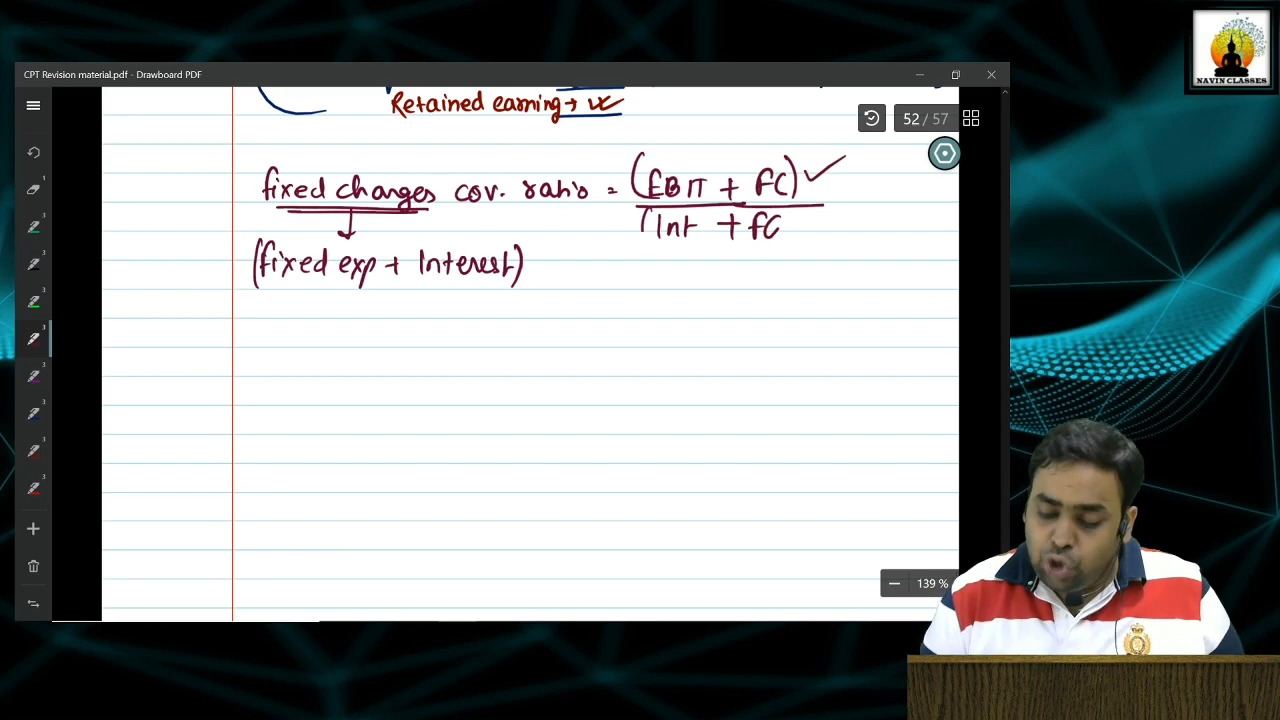 NAVIN CLASSES
CPT Revision material.pdf - Drawboard PDF
Retained earning →
52 / 57
fixed changes cov. ratio = (EBIT + FC)
Int + FC
(fixed exp + Interest)
139 %